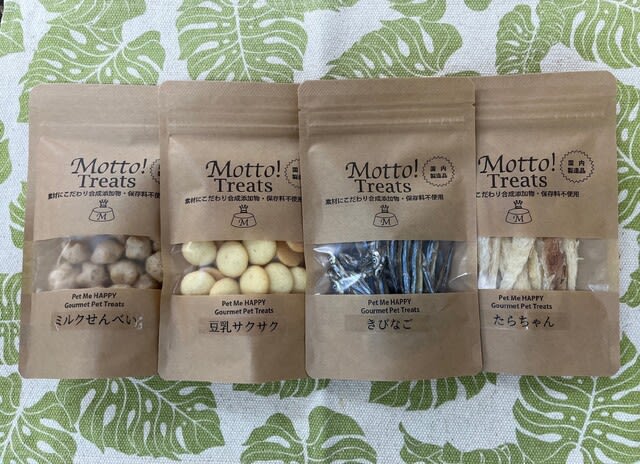 Motto!
Treats
素材にこだわり合成添加物・保存料不使用
M
Pet Me HAPPY
Gourmet Pet Treats
ミルクせんべい
Motto!
Treats
国内
素材にこだわり合成添加物・保存料不使用
M
Pet Me HAPPY
Gourmet Pet Treats
豆乳サクサク
Motto!
Treats
国内
製造品
素材にこだわり合成添加物・保存料不使用
M
Pet Me HAPPY
Gourmet Pet Treats
きびなご
Motto!
Treats
国内
製造品
にこだわり合成添加物・保存料不使用
M
Pet Me HAPPY
Gourmet Pet Treats
たらちゃん